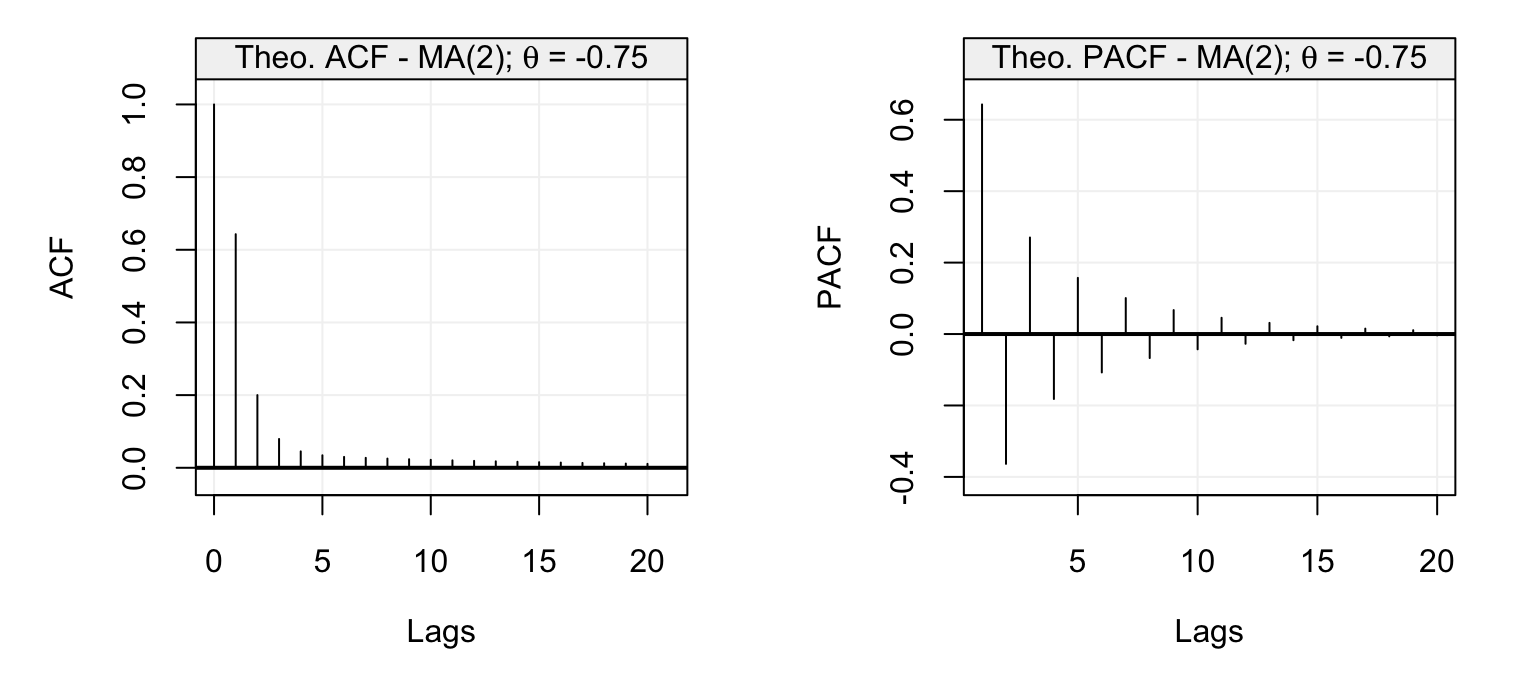 Theo. ACF - MA(2); θ = -0.75
ACF
1.0
0.8
0.6
0.4
0.2
0.0
0 5 10 15 20
Lags
Theo. PACF - MA(2); θ = -0.75
PACF
0.6
0.4
0.2
0.0
-0.4
5 10 15 20
Lags